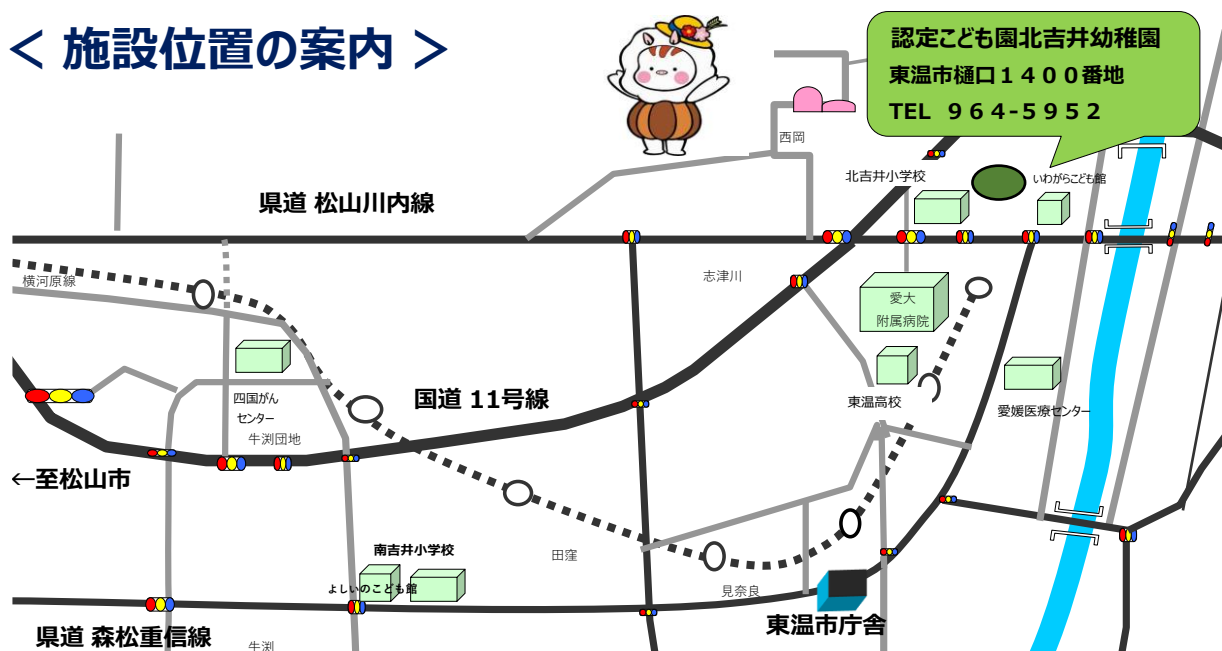 ＜ 施設位置の案内 ＞
認定こども園北吉井幼稚園
東温市樋口１４００番地
TEL ９６４-５９５２
西岡
北吉井小学校
いわがらこども館
県道 松山川内線
横河原線
志津川
愛大
附属病院
四国がん
センター
牛渕団地
国道 11号線
東温高校
愛媛医療センター
←至松山市
南吉井小学校
よしいのこども館
田窪
見奈良
東温市庁舎
県道 森松重信線
牛渕